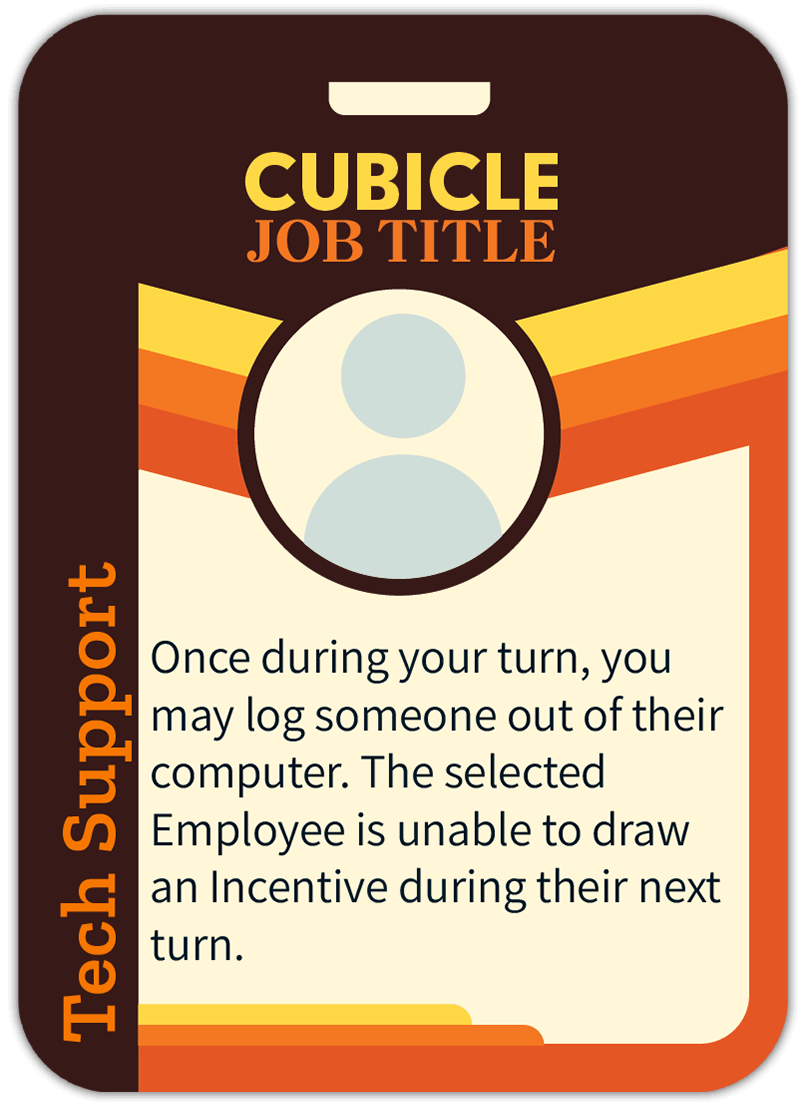 CUBICLE
JOB TITLE
Tech Support
Once during your turn, you
may log someone out of their
computer. The selected
Employee is unable to draw
an Incentive during their next
turn.